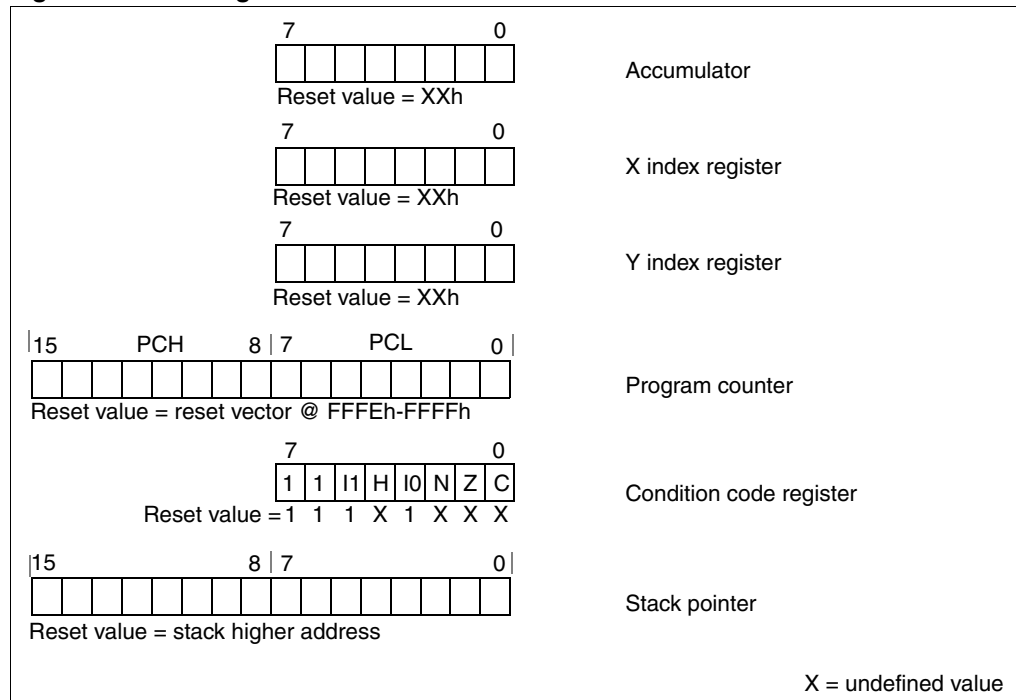 7 0
Accumulator
Reset value = XXh
7 0
X index register
Reset value = XXh
7 0
Y index register
Reset value = XXh
15 PCH 8 7 PCL 0
Program counter
Reset value = reset vector @ FFFEh-FFFFh
7 0
1 1 I1 H I0 N Z C
Condition code register
Reset value = 1 1 1 X 1 X X X
15 8 7 0
Stack pointer
Reset value = stack higher address
X = undefined value